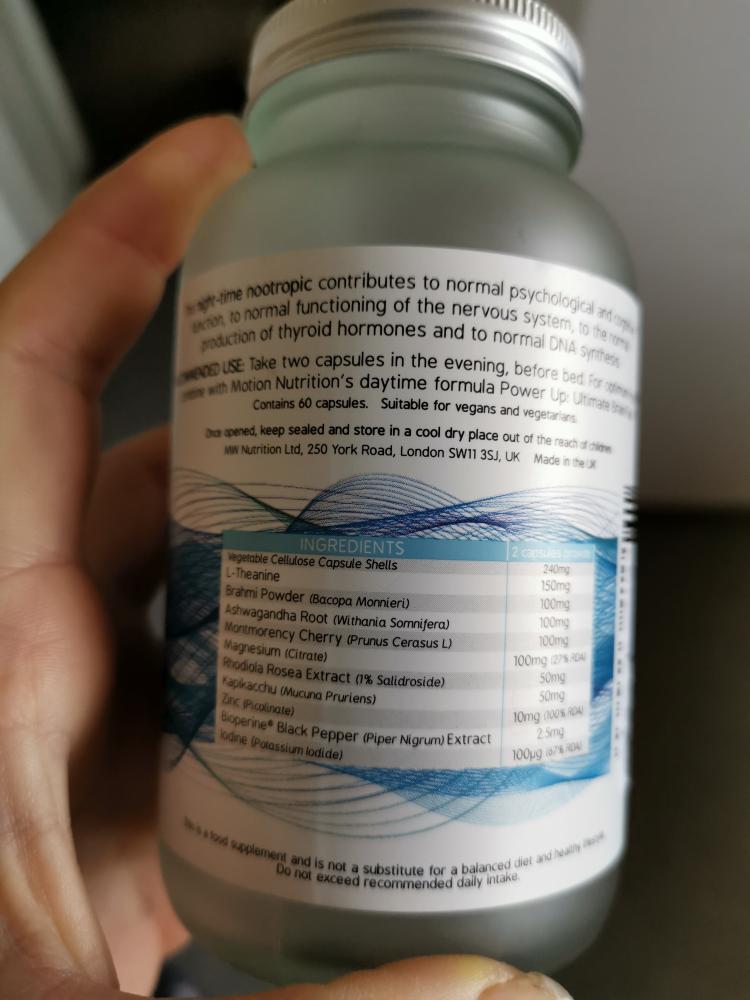 night-time nootropic contributes to normal psychological and
function, to normal functioning of the nervous system, to the normal
production of thyroid hormones and to normal DNA synthesis.
USE: Take two capsules in the evening, before bed. For
with Motion Nutrition's daytime formula Power Up: Ultimate
Contains 60 capsules. Suitable for vegans and vegetarians.
Once opened, keep sealed and store in a cool dry place out of the reach of children
MW Nutrition Ltd, 250 York Road, London SW11 3SJ, UK Made in the UK
INGREDIENTS 2 capsules provide
Vegetable Cellulose Capsule Shells 240mg
L-Theanine 150mg
Brahmi Powder (Bacopa Monnieri) 100mg
Ashwagandha Root (Withania Somnifera) 100mg
Montmorency Cherry (Prunus Cerasus L) 100mg
Magnesium (Citrate) 100mg (27% RDA)
Rhodiola Rosea Extract (1% Salidroside) 50mg
Kapikacchu (Mucuna Pruriens) 50mg
Zinc (Picolinate) 10mg (100% RDA)
Bioperine® Black Pepper (Piper Nigrum) Extract 2.5mg
Iodine (Potassium Iodide) 100µg (67% RDA)
This is a food supplement and is not a substitute for a balanced diet and healthy lifestyle.
Do not exceed recommended daily intake.